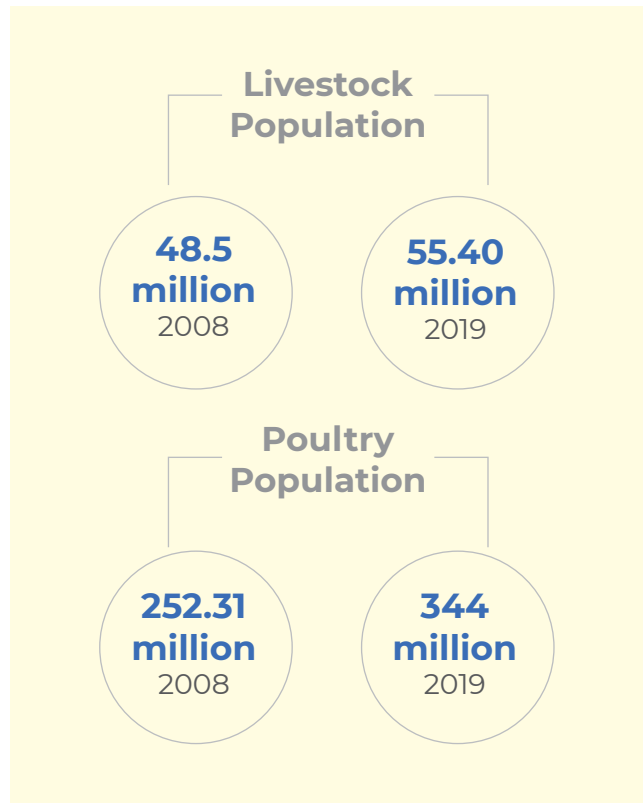 Livestock
Population
48.5
million
2008
55.40
million
2019
Poultry
Population
252.31
million
2008
344
million
2019